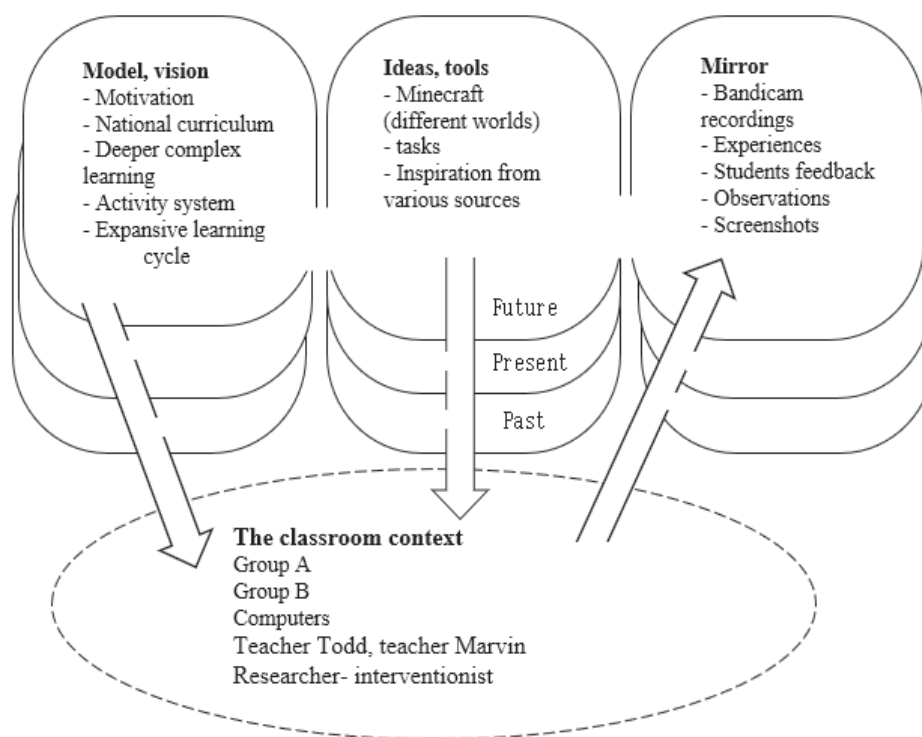 Model, vision
- Motivation
- National curriculum
- Deeper complex
learning
- Activity system
- Expansive learning
cycle
Ideas, tools
- Minecraft
(different worlds)
- tasks
- Inspiration from
various sources
Mirror
- Bandicam
recordings
- Experiences
- Students feedback
- Observations
- Screenshots
Future
Present
Past
The classroom context
Group A
Group B
Computers
Teacher Todd, teacher Marvin
Researcher- interventionist